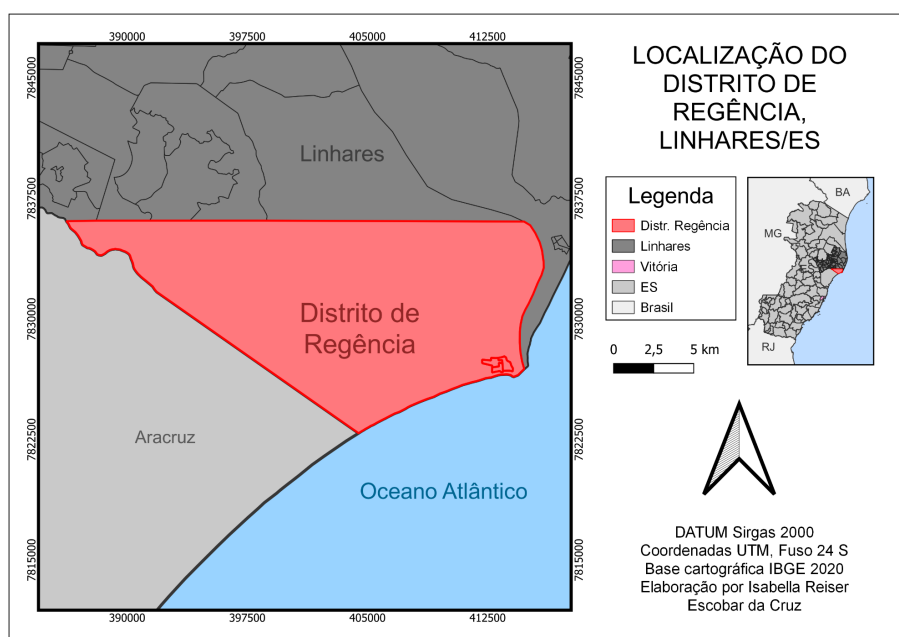 390000 397500 405000 412500
7845000
7837500
7830000
7822500
7815000
Linhares
Distrito de
Regência
Aracruz
Oceano Atlântico
7845000
7837500
7830000
7822500
7815000
390000 397500 405000 412500
LOCALIZAÇÃO DO
DISTRITO DE
REGÊNCIA,
LINHARES/ES
Legenda
Distr. Regência
Linhares
Vitória
ES
Brasil
BA
MG
RJ
0 2,5 5 km
DATUM Sirgas 2000
Coordenadas UTM, Fuso 24 S
Base cartográfica IBGE 2020
Elaboração por Isabella Reiser
Escobar da Cruz